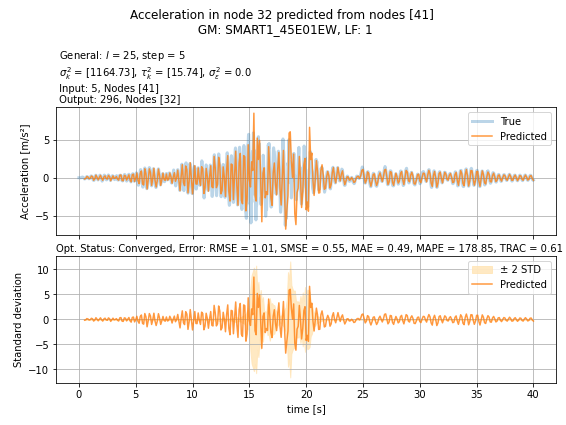 Acceleration in node 32 predicted from nodes [41]
GM: SMART1_45E01EW, LF: 1
General: l = 25, step = 5
σ²ₖ = [1164.73], τ²ₖ = [15.74], σ²ε = 0.0
Input: 5, Nodes [41]
Output: 296, Nodes [32]
Acceleration [m/s²]
5
0
−5
True
Predicted
Opt. Status: Converged, Error: RMSE = 1.01, SMSE = 0.55, MAE = 0.49, MAPE = 178.85, TRAC = 0.61
Standard deviation
10
5
0
−5
−10
± 2 STD
Predicted
0 5 10 15 20 25 30 35 40
time [s]